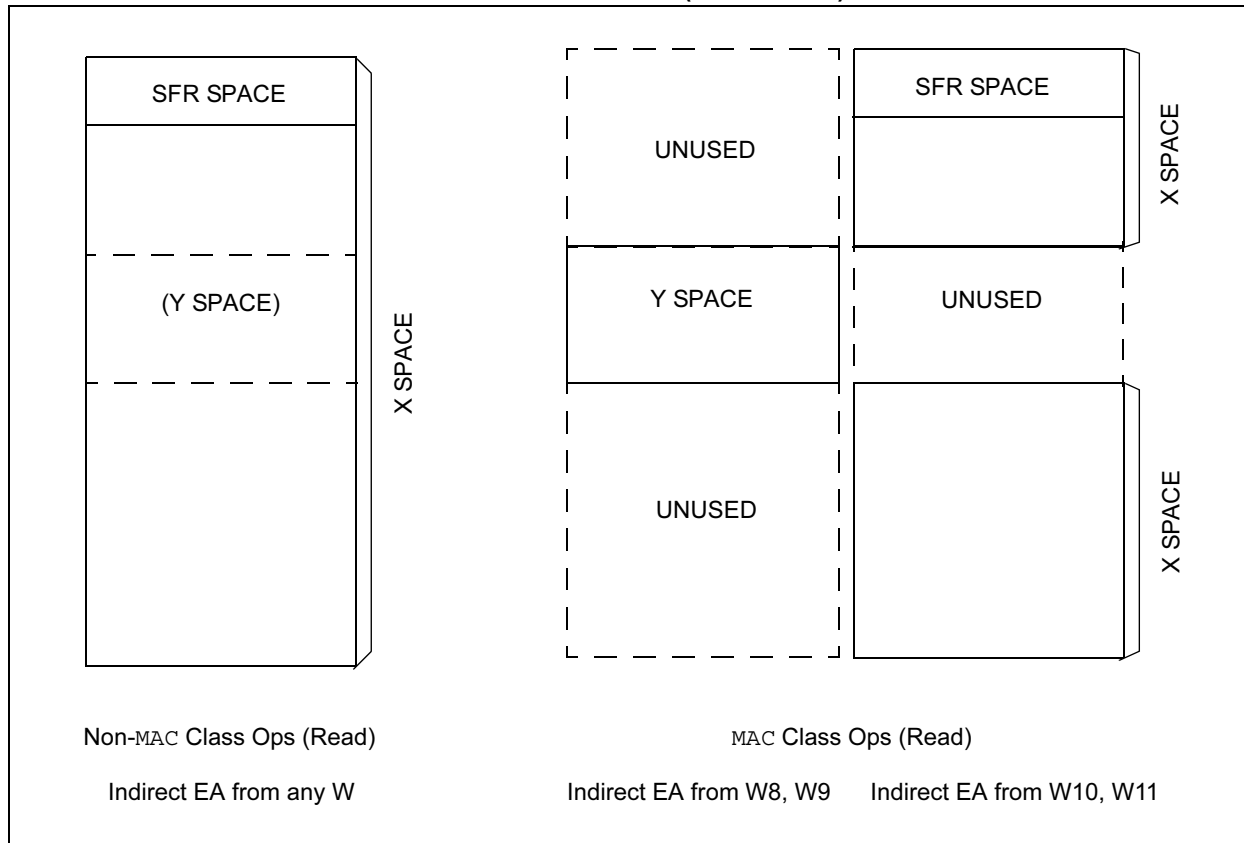 SFR SPACE
(Y SPACE)
X SPACE
UNUSED
Y SPACE
UNUSED
SFR SPACE
UNUSED
X SPACE
X SPACE
Non-MAC Class Ops (Read)
MAC Class Ops (Read)
Indirect EA from any W
Indirect EA from W8, W9
Indirect EA from W10, W11